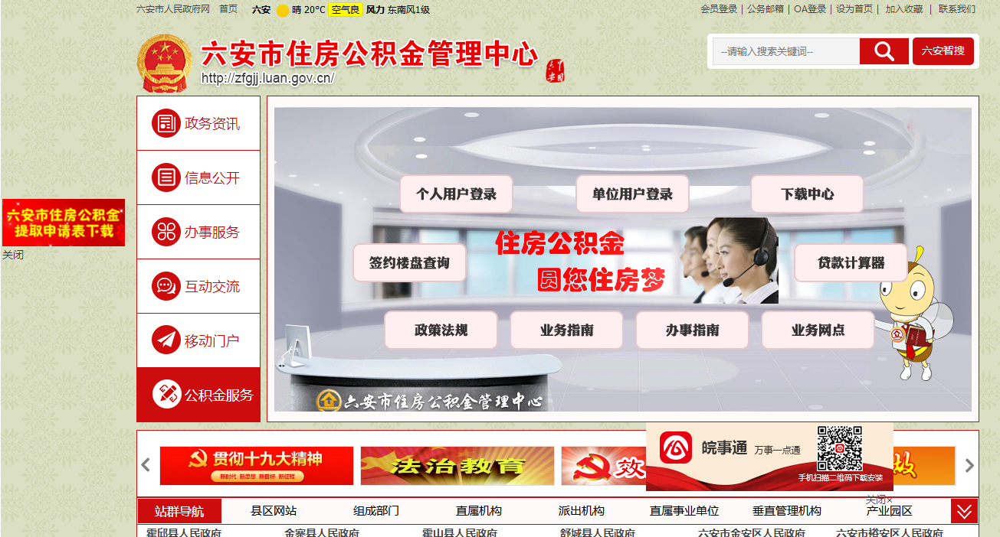 六安市人民政府网 首页 六安 晴 20°C 空气良 风力 东南风1级
会员登录 | 公务邮箱 | OA登录 | 设为首页 | 加入收藏 | 联系我们
六安市住房公积金管理中心
http://zfgjj.luan.gov.cn/
--请输入搜索关键词--
六安智搜
政务资讯
信息公开
办事服务
互动交流
移动门户
公积金服务
六安市住房公积金
提取申请表下载
关闭
个人用户登录 单位用户登录 下载中心
住房公积金
圆您住房梦
签约楼盘查询 贷款计算器
政策法规 业务指南 办事指南 业务网点
六安市住房公积金管理中心
贯彻十九大精神
新时代 新思想 新目标 新征程
法治教育
效
皖事通 万事一点通
手机扫描二维码下载安装
关闭×
站群导航 县区网站 组成部门 直属机构 派出机构 直属事业单位 垂直管理机构 产业园区
霍邱县人民政府 金寨县人民政府 霍山县人民政府 舒城县人民政府 六安市金安区人民政府 六安市裕安区人民政府